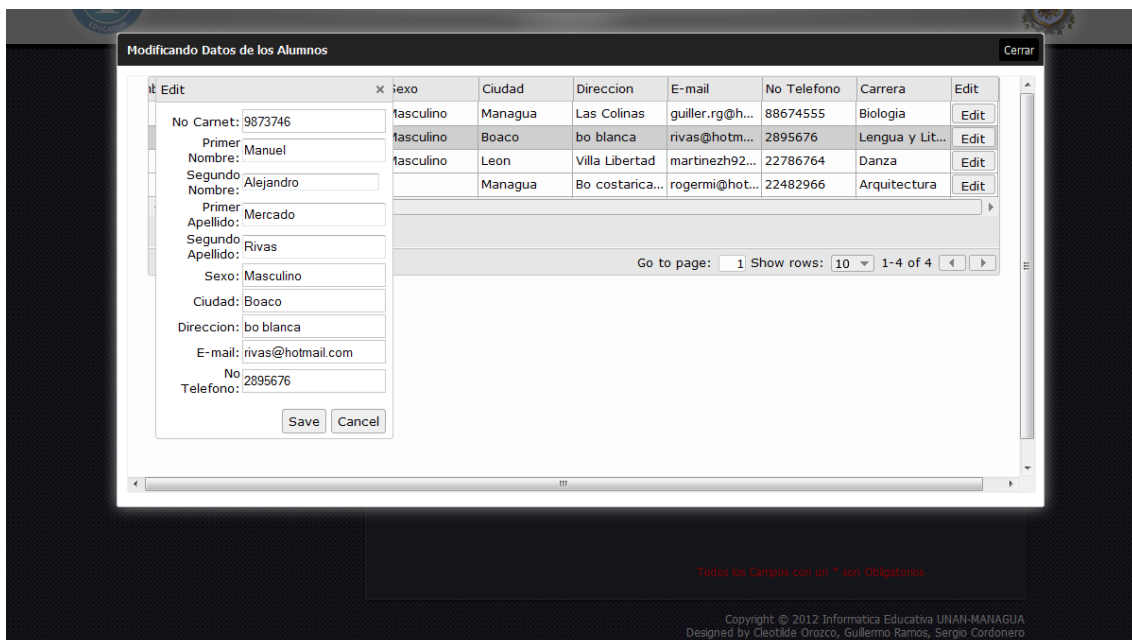 EDUCATIVA
Modificando Datos de los Alumnos Cerrar
Edit × Sexo Ciudad Direccion E-mail No Telefono Carrera Edit
No Carnet: 9873746
Primer Nombre: Manuel
Segundo Nombre: Alejandro
Primer Apellido: Mercado
Segundo Apellido: Rivas
Sexo: Masculino
Ciudad: Boaco
Direccion: bo blanca
E-mail: rivas@hotmail.com
No Telefono: 2895676
Save Cancel
Masculino Managua Las Colinas guiller.rg@h... 88674555 Biologia Edit
Masculino Boaco bo blanca rivas@hotm... 2895676 Lengua y Lit... Edit
Masculino Leon Villa Libertad martinezh92... 22786764 Danza Edit
Managua Bo costarica... rogermi@hot... 22482966 Arquitectura Edit
Go to page: 1 Show rows: 10 1-4 of 4
Todos los Campos con un * son Obligatorios
Copyright © 2012 Informatica Educativa UNAN-MANAGUA
Designed by Cleotilde Orozco, Guillermo Ramos, Sergio Cordonero